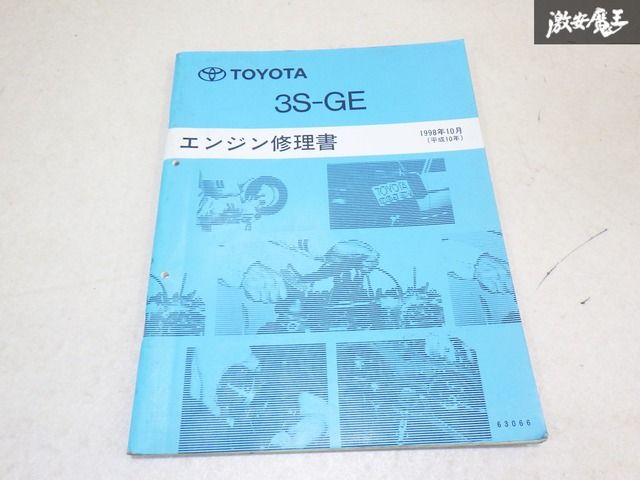 激安魔王
TOYOTA
3S-GE
エンジン修理書
1998年10月
(平成10年)
TOYOTA
63066